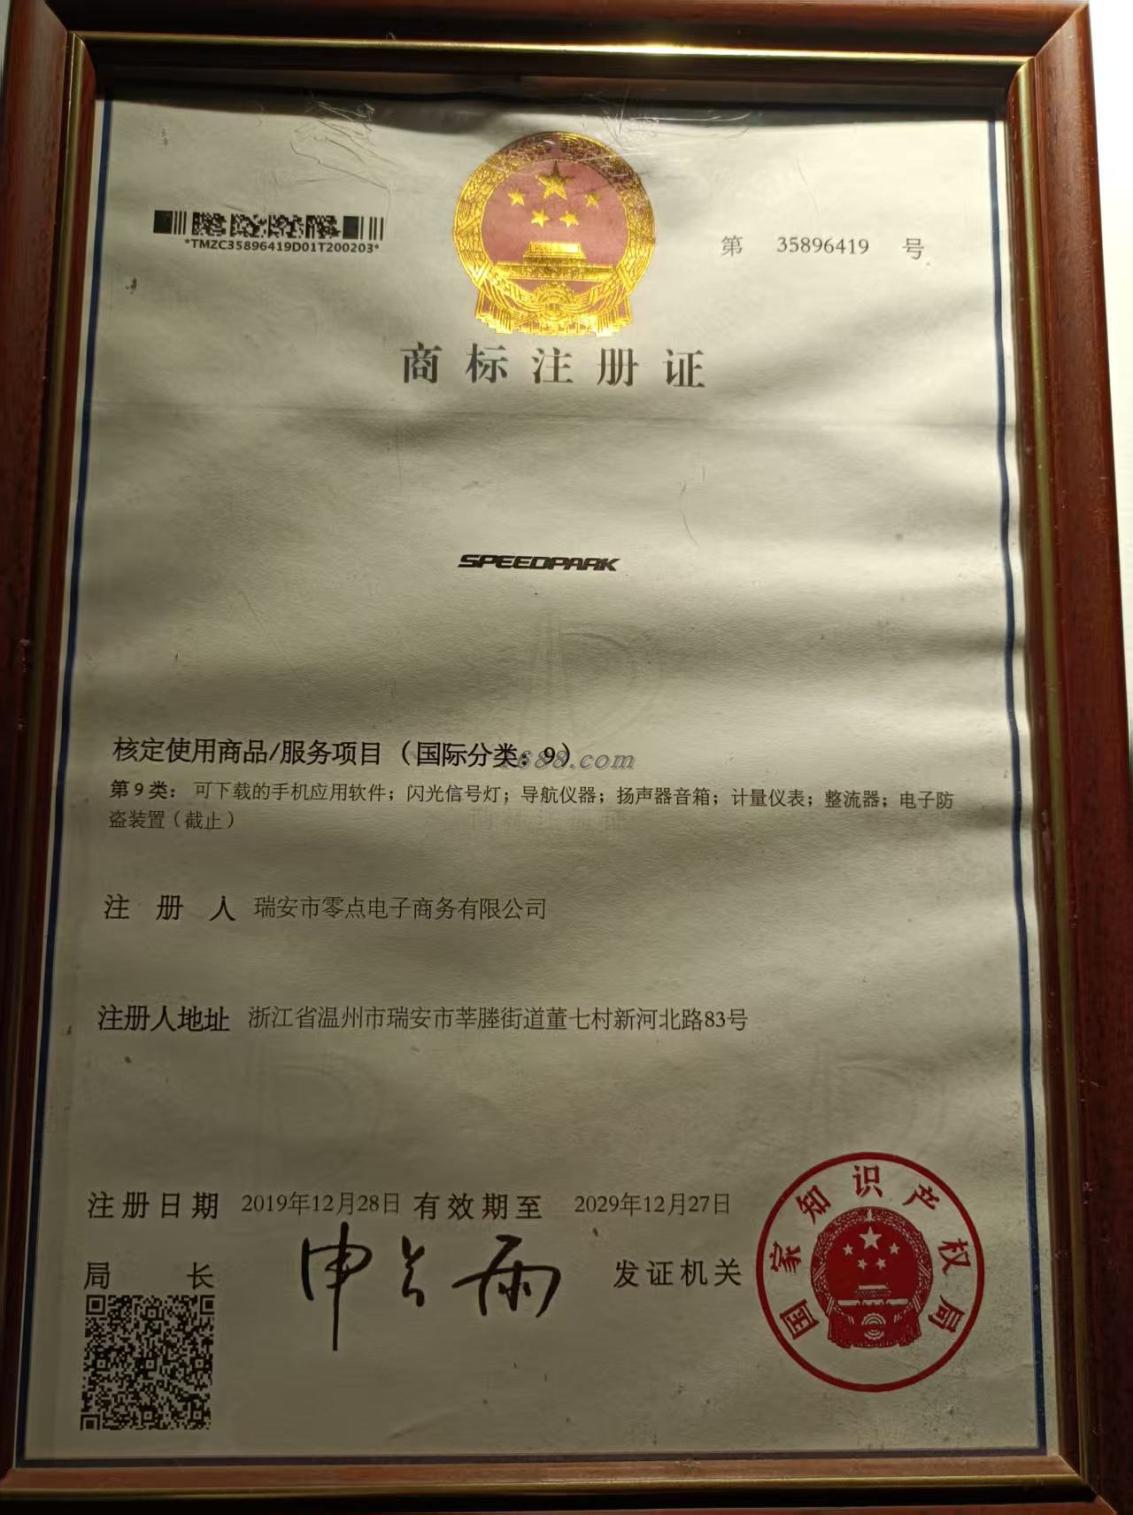 *TMZC35896419D01T200203*
第 35896419 号
商标注册证
SPEEDPARK
核定使用商品/服务项目（国际分类：9）
1688.com
第9类：可下载的手机应用软件；闪光信号灯；导航仪器；扬声器音箱；计量仪表；整流器；电子防
盗装置（截止）
注册人 瑞安市零点电子商务有限公司
注册人地址 浙江省温州市瑞安市莘塍街道董七村新河北路83号
注册日期 2019年12月28日 有效期至 2029年12月27日
局长 申长雨 发证机关
国家知识产权局